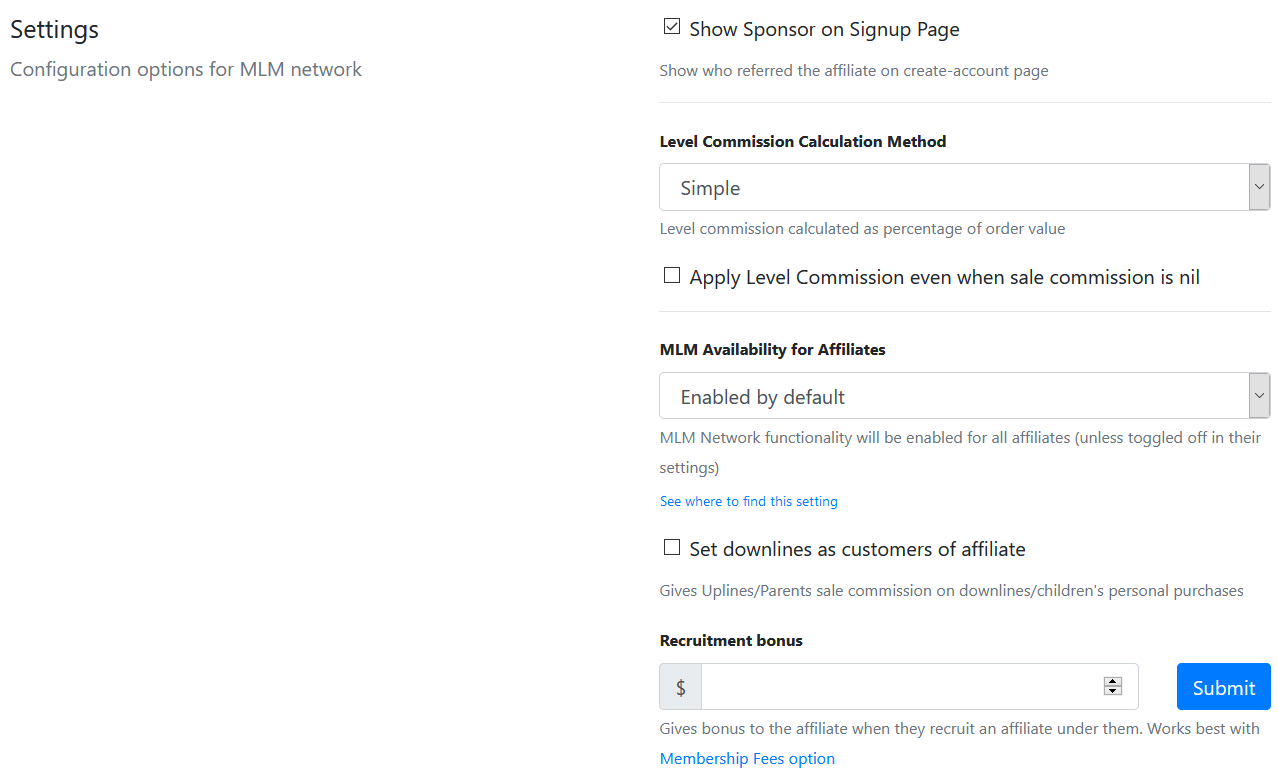 Settings
Configuration options for MLM network
Show Sponsor on Signup Page
Show who referred the affiliate on create-account page
Level Commission Calculation Method
Simple
Level commission calculated as percentage of order value
Apply Level Commission even when sale commission is nil
MLM Availability for Affiliates
Enabled by default
MLM Network functionality will be enabled for all affiliates (unless toggled off in their
settings)
See where to find this setting
Set downlines as customers of affiliate
Gives Uplines/Parents sale commission on downlines/children's personal purchases
Recruitment bonus
$
Submit
Gives bonus to the affiliate when they recruit an affiliate under them. Works best with
Membership Fees option